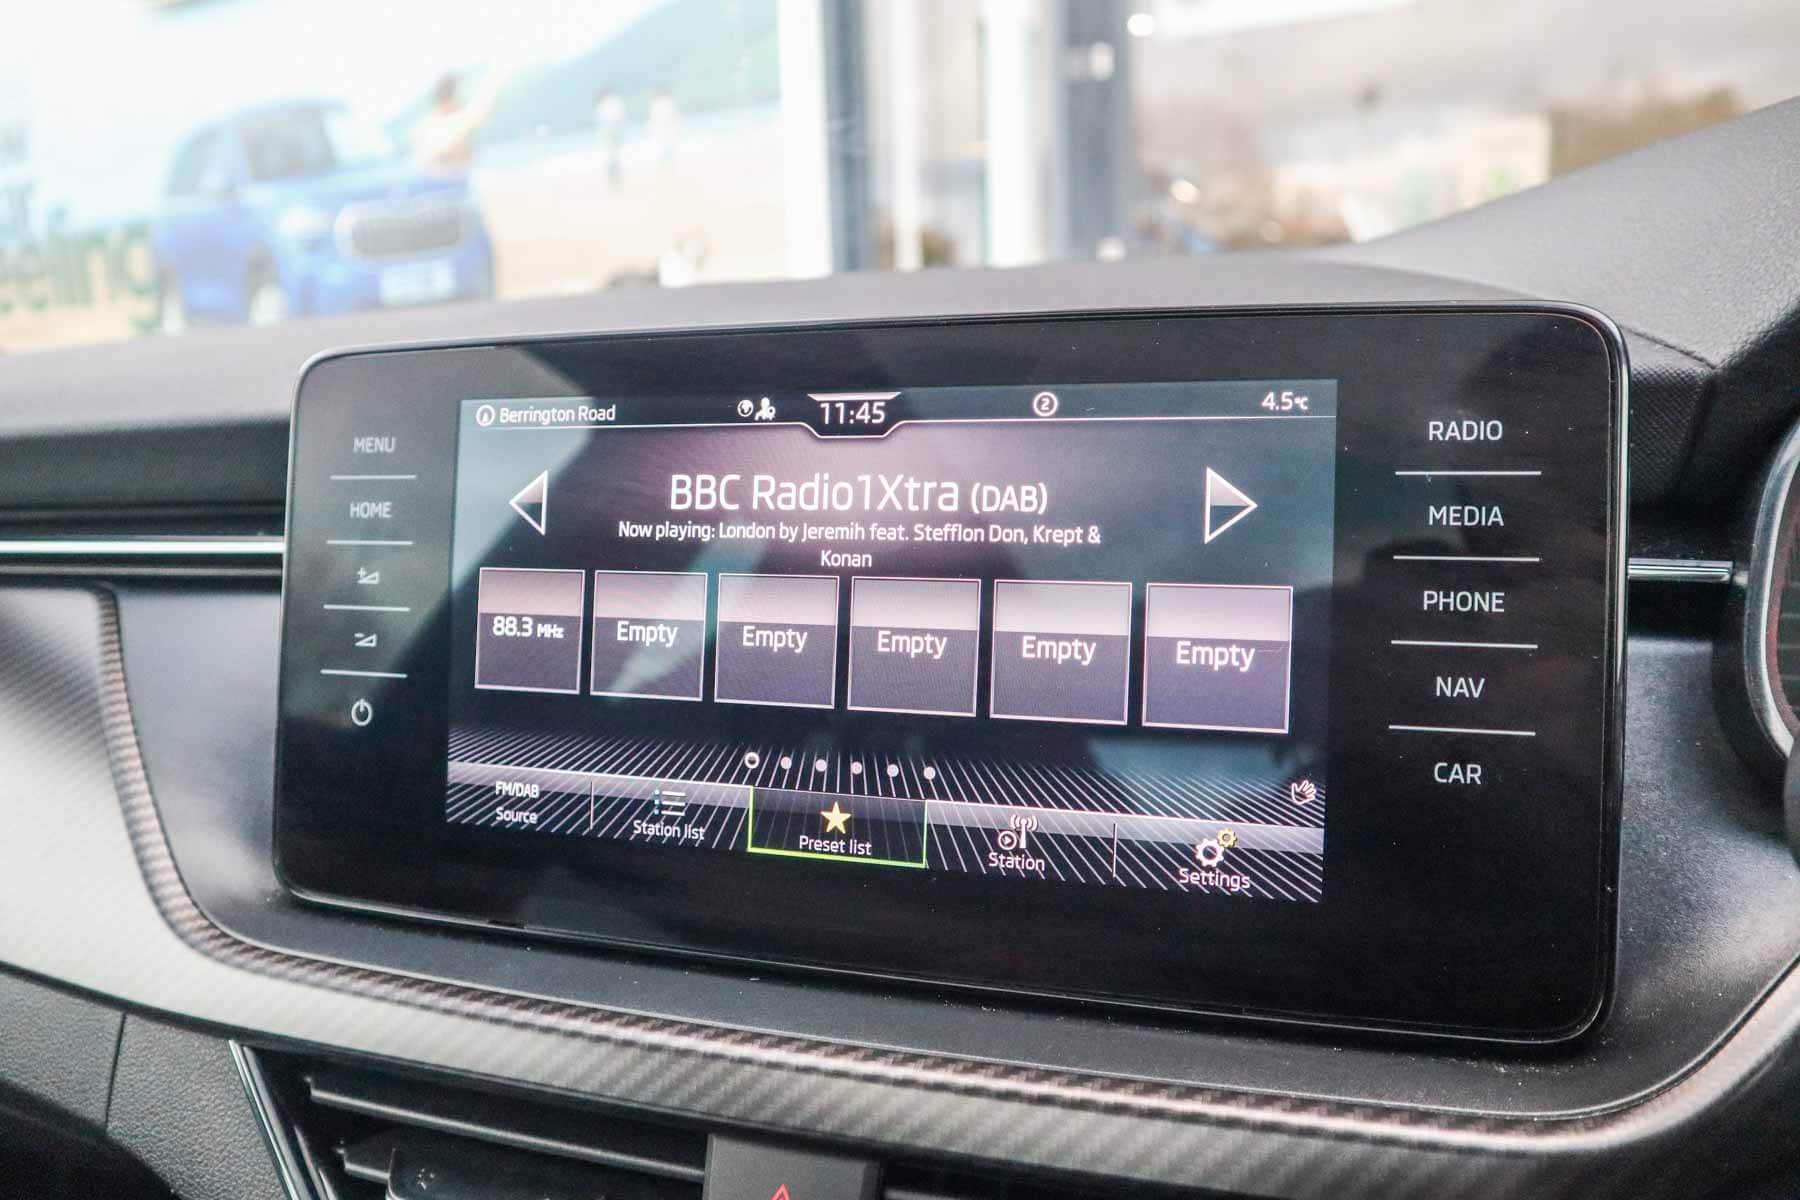 Berrington Road
11:45
2
4.5°C
MENU
HOME
RADIO
MEDIA
PHONE
NAV
CAR
BBC Radio1Xtra (DAB)
Now playing: London by Jeremih feat. Stefflon Don, Krept &
Konan
88.3 MHz
Empty
Empty
Empty
Empty
Empty
FM/DAB
Source
Station list
Preset list
Station
Settings